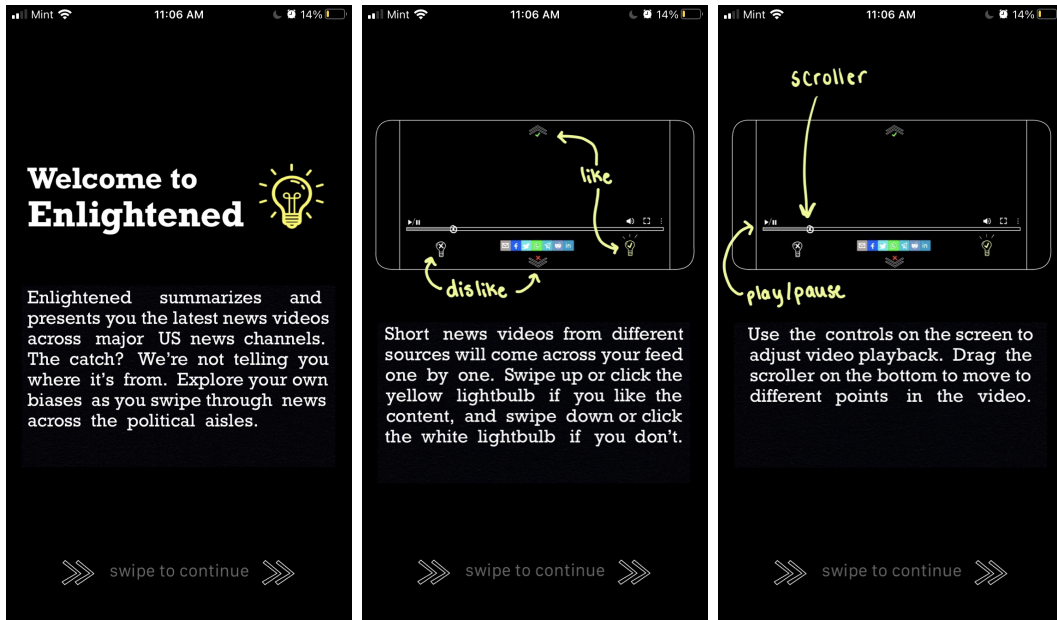 Mint 11:06 AM 14%
Welcome to
Enlightened
Enlightened summarizes and
presents you the latest news videos
across major US news channels.
The catch? We're not telling you
where it's from. Explore your own
biases as you swipe through news
across the political aisles.
swipe to continue
Mint 11:06 AM 14%
like
dislike
Short news videos from different
sources will come across your feed
one by one. Swipe up or click the
yellow lightbulb if you like the
content, and swipe down or click
the white lightbulb if you don't.
swipe to continue
Mint 11:06 AM 14%
scroller
play/pause
Use the controls on the screen to
adjust video playback. Drag the
scroller on the bottom to move to
different points in the video.
swipe to continue